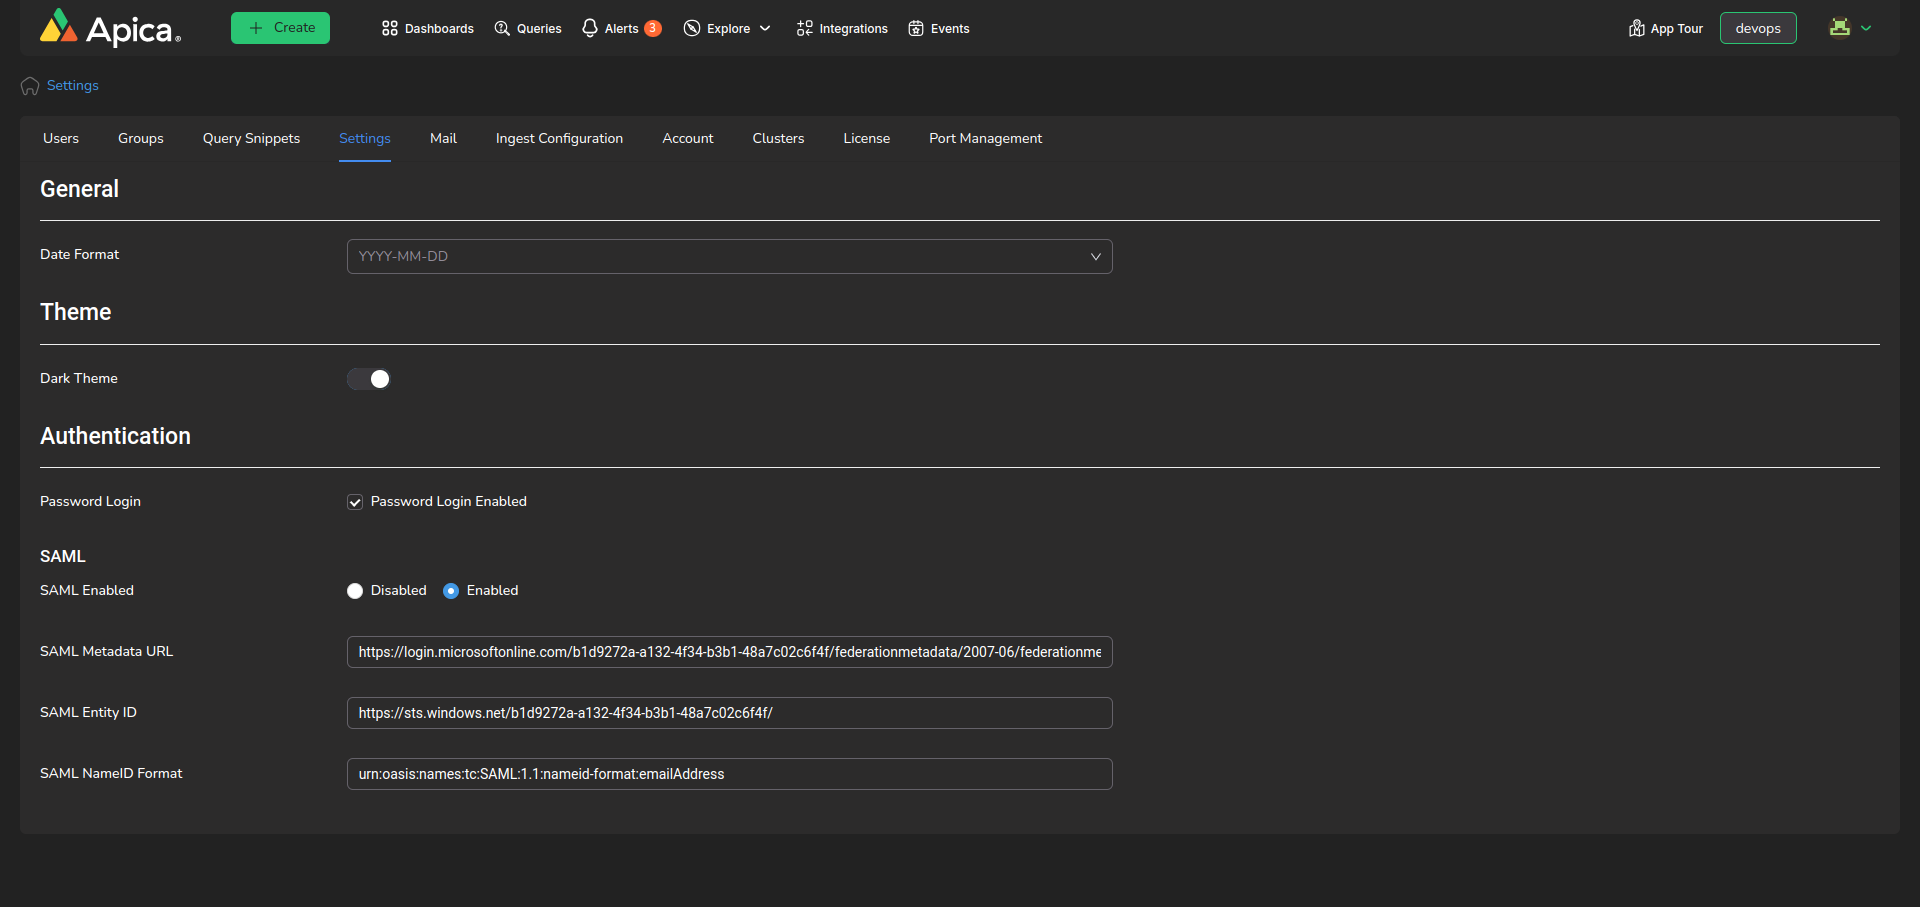 Apica
Create
Dashboards
Queries
Alerts 3
Explore
Integrations
Events
App Tour
devops
Settings
Users
Groups
Query Snippets
Settings
Mail
Ingest Configuration
Account
Clusters
License
Port Management
General
Date Format
YYYY-MM-DD
Theme
Dark Theme
Authentication
Password Login
Password Login Enabled
SAML
SAML Enabled
Disabled
Enabled
SAML Metadata URL
https://login.microsoftonline.com/b1d9272a-a132-4f34-b3b1-48a7c02c6f4f/federationmetadata/2007-06/federationme
SAML Entity ID
https://sts.windows.net/b1d9272a-a132-4f34-b3b1-48a7c02c6f4f/
SAML NameID Format
urn:oasis:names:tc:SAML:1.1:nameid-format:emailAddress